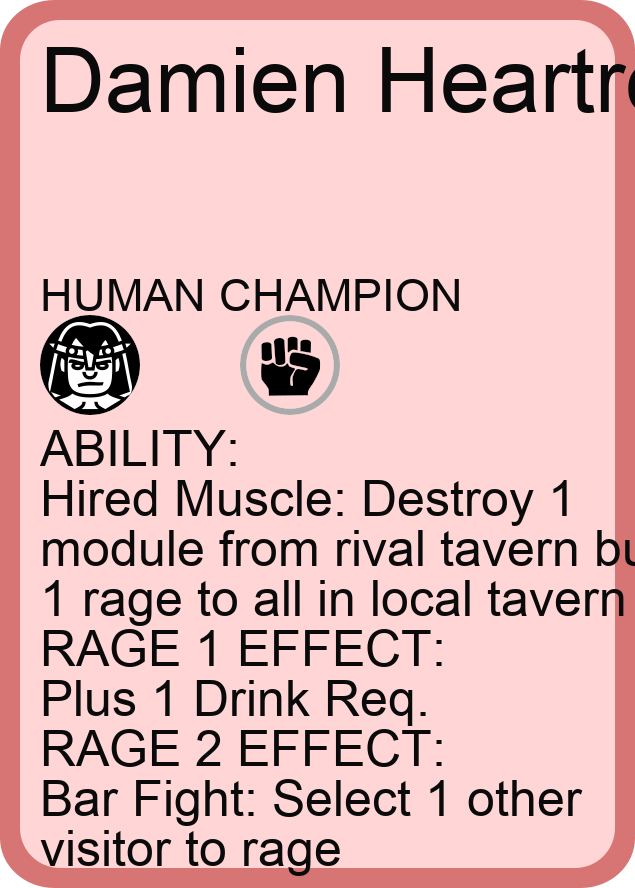 Damien Heartr
HUMAN CHAMPION
ABILITY:
Hired Muscle: Destroy 1
module from rival tavern bu
1 rage to all in local tavern
RAGE 1 EFFECT:
Plus 1 Drink Req.
RAGE 2 EFFECT:
Bar Fight: Select 1 other
visitor to rage